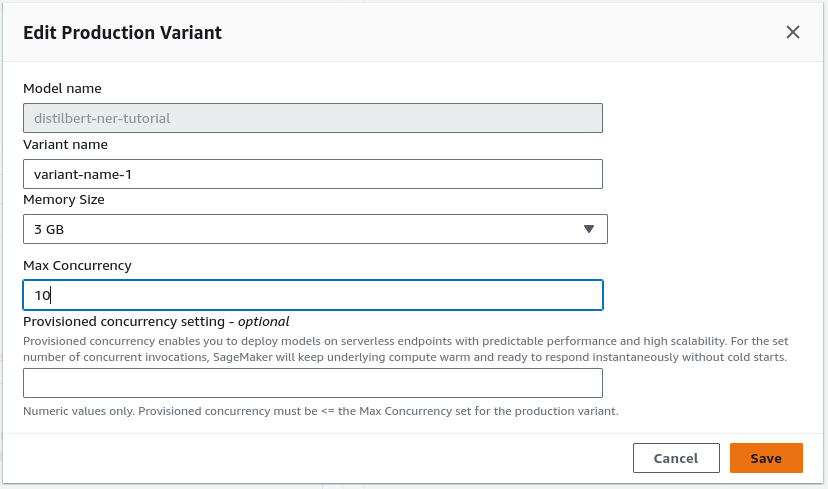 Edit Production Variant
Model name
distilbert-ner-tutorial
Variant name
variant-name-1
Memory Size
3 GB
Max Concurrency
10
Provisioned concurrency setting - optional
Provisioned concurrency enables you to deploy models on serverless endpoints with predictable performance and high scalability. For the set
number of concurrent invocations, SageMaker will keep underlying compute warm and ready to respond instantaneously without cold starts.
Numeric values only. Provisioned concurrency must be <= the Max Concurrency set for the production variant.
Cancel
Save